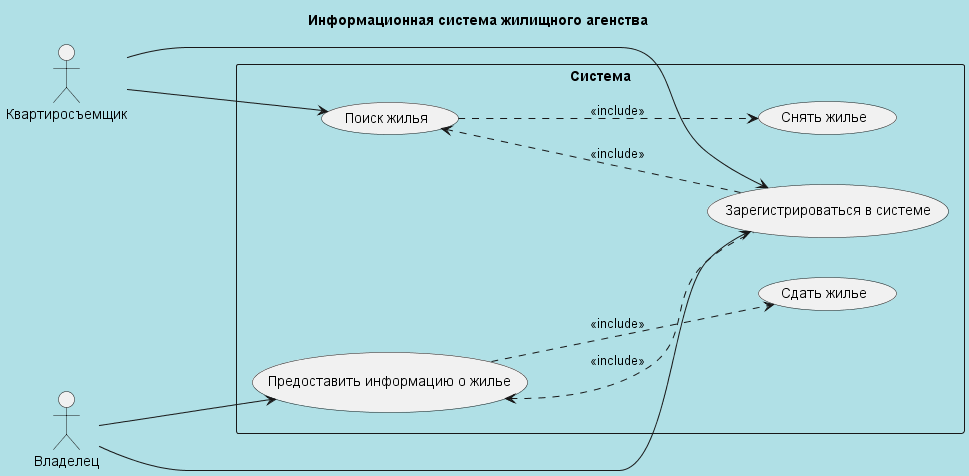 Информационная система жилищного агенства
Система
Квартиросъемщик
Поиск жилья
«include»
Снять жилье
«include»
Зарегистрироваться в системе
Сдать жилье
«include»
«include»
Предоставить информацию о жилье
Владелец